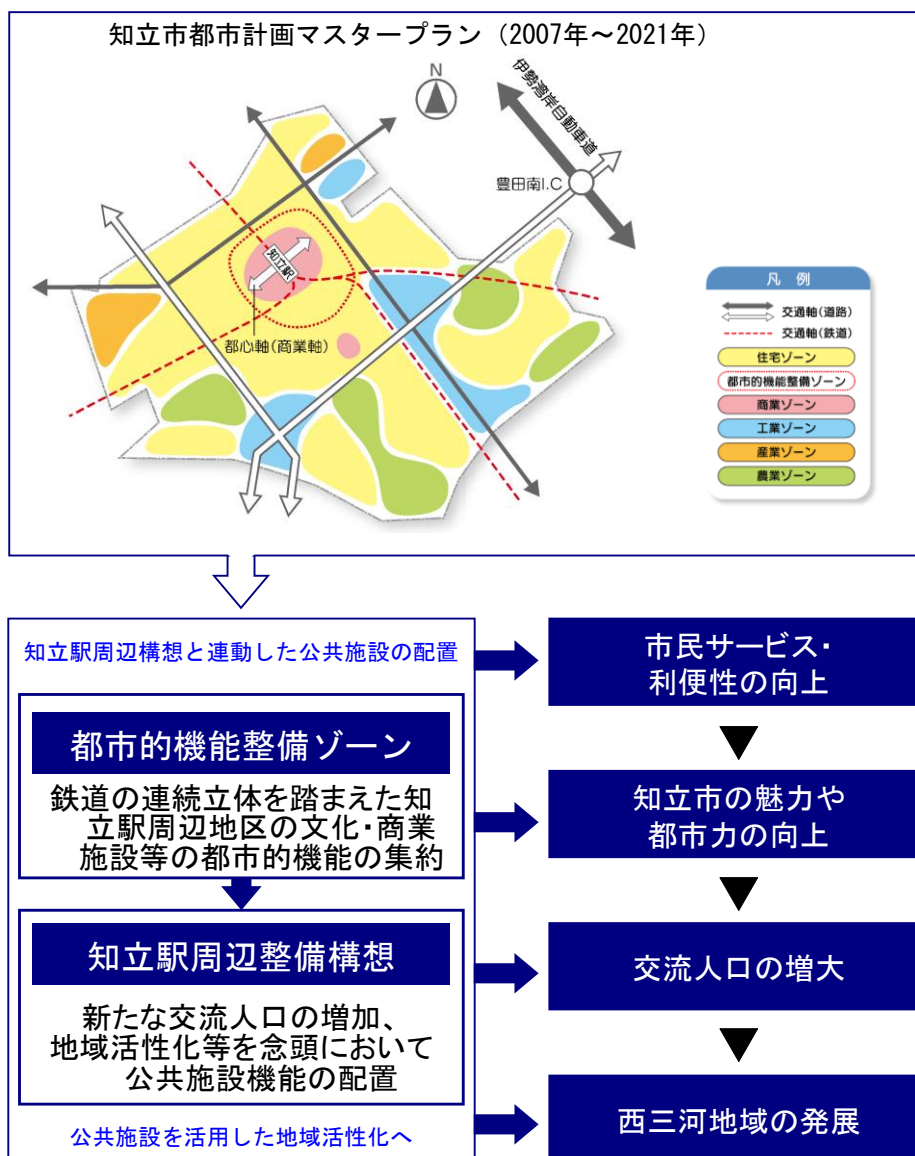 知立市都市計画マスタープラン（2007年～2021年）
N
伊勢湾岸自動車道
豊田南I.C
知立駅
都心軸(商業軸)
凡 例
交通軸(道路)
交通軸(鉄道)
住宅ゾーン
都市的機能整備ゾーン
商業ゾーン
工業ゾーン
産業ゾーン
農業ゾーン
知立駅周辺構想と連動した公共施設の配置
都市的機能整備ゾーン
鉄道の連続立体を踏まえた知
立駅周辺地区の文化・商業
施設等の都市的機能の集約
知立駅周辺整備構想
新たな交流人口の増加、
地域活性化等を念頭において
公共施設機能の配置
公共施設を活用した地域活性化へ
市民サービス・
利便性の向上
知立市の魅力や
都市力の向上
交流人口の増大
西三河地域の発展